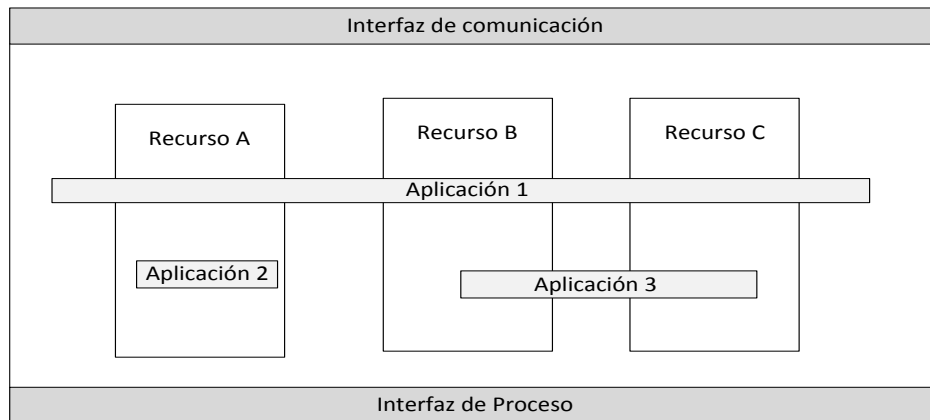 Interfaz de comunicación
Recurso A
Recurso B
Recurso C
Aplicación 1
Aplicación 2
Aplicación 3
Interfaz de Proceso